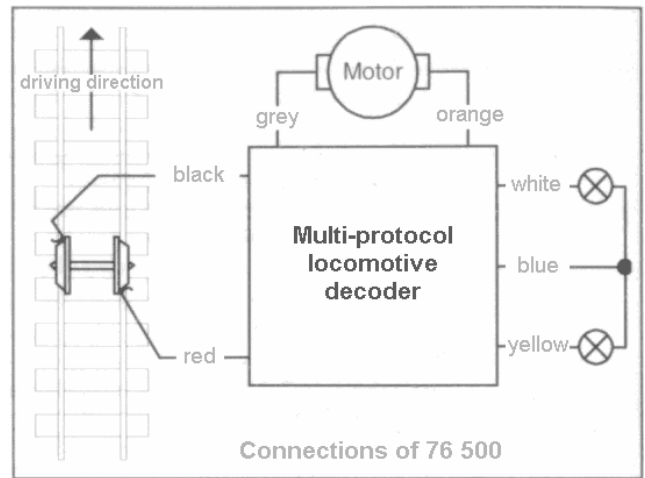 driving direction
Motor
grey
orange
black
white
Multi-protocol
locomotive
decoder
blue
red
yellow
Connections of 76 500